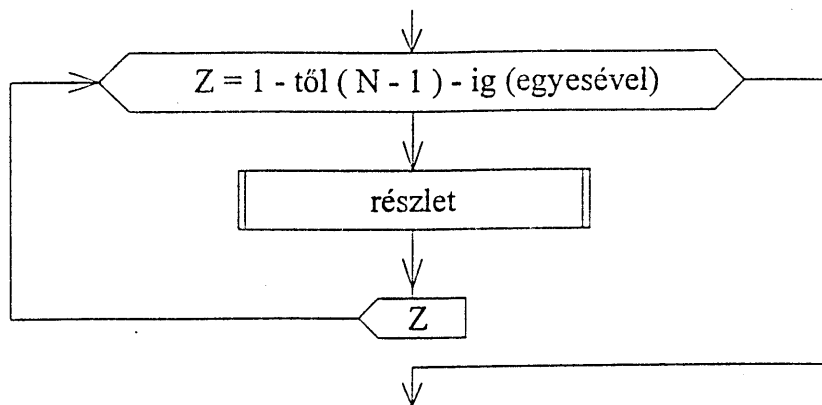 Z = 1 - től ( N - 1 ) - ig (egyesével)
részlet
Z